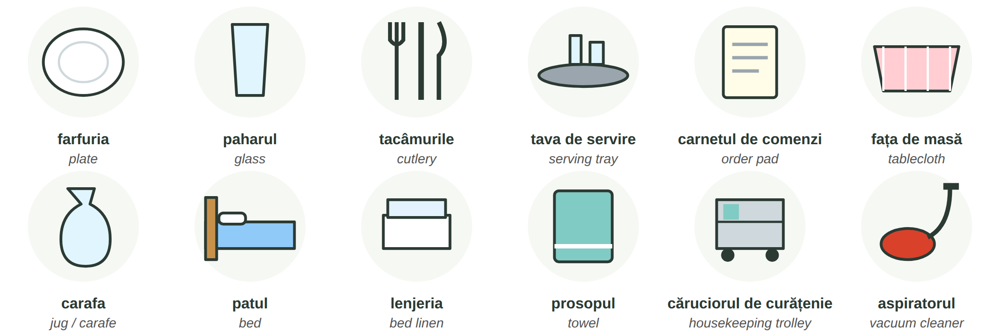 farfuria
plate
paharul
glass
tacâmurile
cutlery
tava de servire
serving tray
carnetul de comenzi
order pad
fața de masă
tablecloth
carafa
jug / carafe
patul
bed
lenjeria
bed linen
prosopul
towel
căruciorul de curățenie
housekeeping trolley
aspiratorul
vacuum cleaner